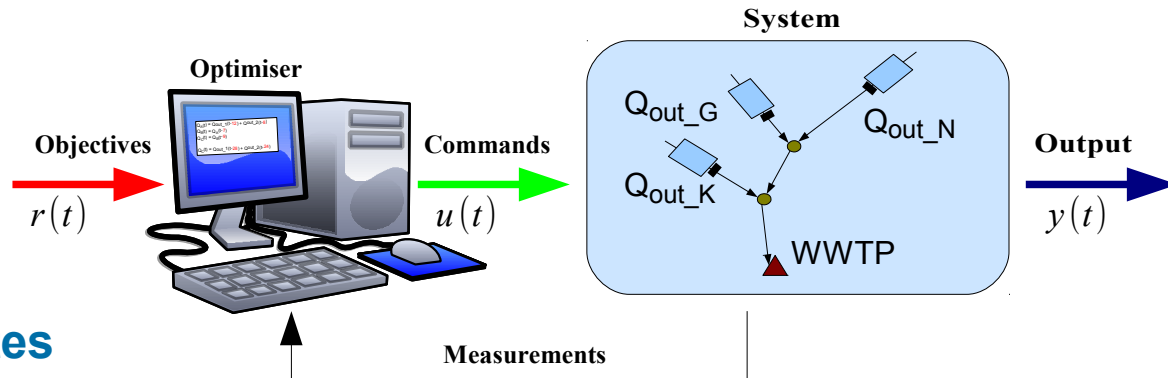 System
Optimiser
Objectives
r(t)
Commands
u(t)
Q_out_G
Q_out_N
Q_out_K
WWTP
Output
y(t)
Measurements
es